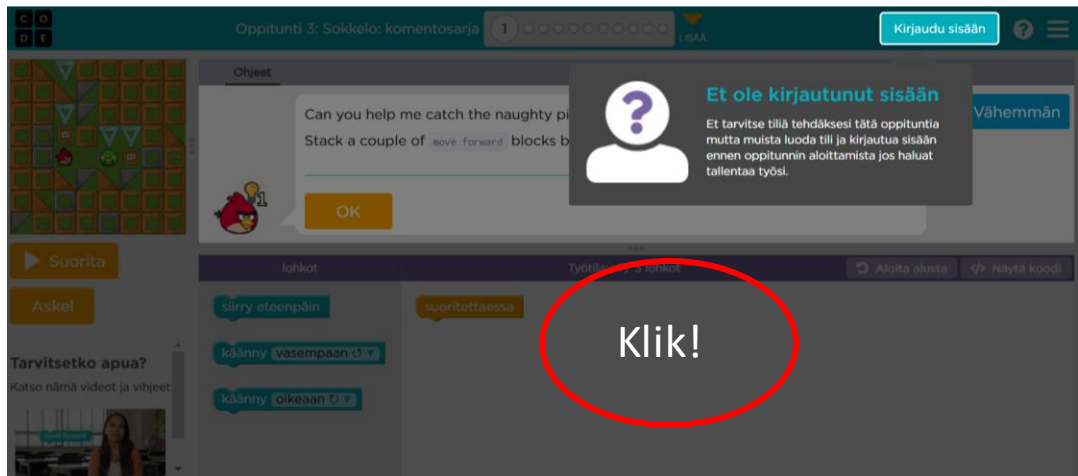 C O
D E
Oppitunti 3: Sokkelo: komentosarja
1
LISÄÄ
Kirjaudu sisään
?
Ohjeet
Can you help me catch the naughty pi
Stack a couple of move forward blocks b
Et ole kirjautunut sisään
Et tarvitse tiliä tehdäksesi tätä oppituntia
mutta muista luoda tili ja kirjautua sisään
ennen oppitunnin aloittamista jos haluat
tallentaa työsi.
Vähemmän
1
OK
Suorita
Askel
lohkot
3 lohkot
Aloita alusta
Näytä koodi
siirry eteenpäin
suoritettaessa
käänny vasempaan
käänny oikeaan
Klik!
Tarvitsetko apua?
Katso nämä videot ja vihjeet